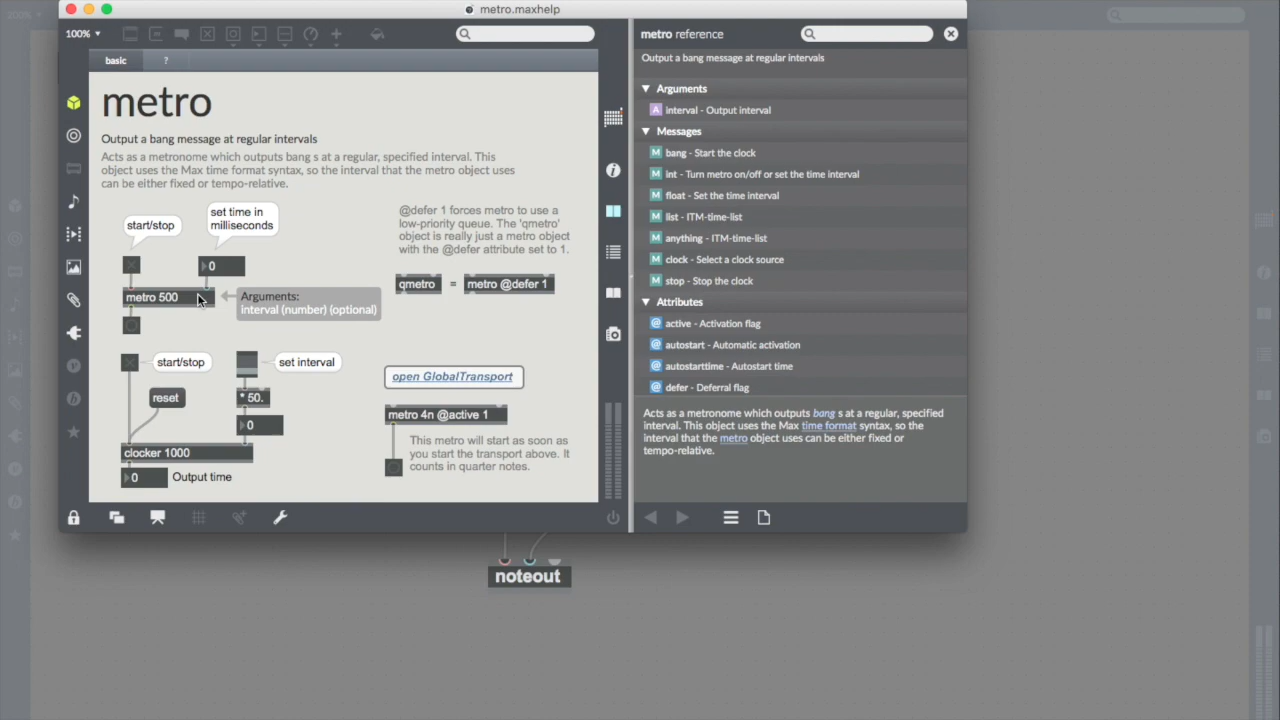 metro.maxhelp
100%
metro reference
basic
?
metro
Output a bang message at regular intervals
Acts as a metronome which outputs bang s at a regular, specified interval. This
object uses the Max time format syntax, so the interval that the metro object uses
can be either fixed or tempo-relative.
start/stop
set time in
milliseconds
0
metro 500
Arguments:
interval (number) (optional)
@defer 1 forces metro to use a
low-priority queue. The 'qmetro'
object is really just a metro object
with the @defer attribute set to 1.
qmetro
=
metro @defer 1
start/stop
set interval
reset
* 50.
0
clocker 1000
0
Output time
open GlobalTransport
metro 4n @active 1
This metro will start as soon as
you start the transport above. It
counts in quarter notes.
Output a bang message at regular intervals
Arguments
A interval - Output interval
Messages
M bang - Start the clock
M int - Turn metro on/off or set the time interval
M float - Set the time interval
M list - ITM-time-list
M anything - ITM-time-list
M clock - Select a clock source
M stop - Stop the clock
Attributes
@ active - Activation flag
@ autostart - Automatic activation
@ autostarttime - Autostart time
@ defer - Deferral flag
Acts as a metronome which outputs bang s at a regular, specified
interval. This object uses the Max time format syntax, so the
interval that the metro object uses can be either fixed or
tempo-relative.
noteout